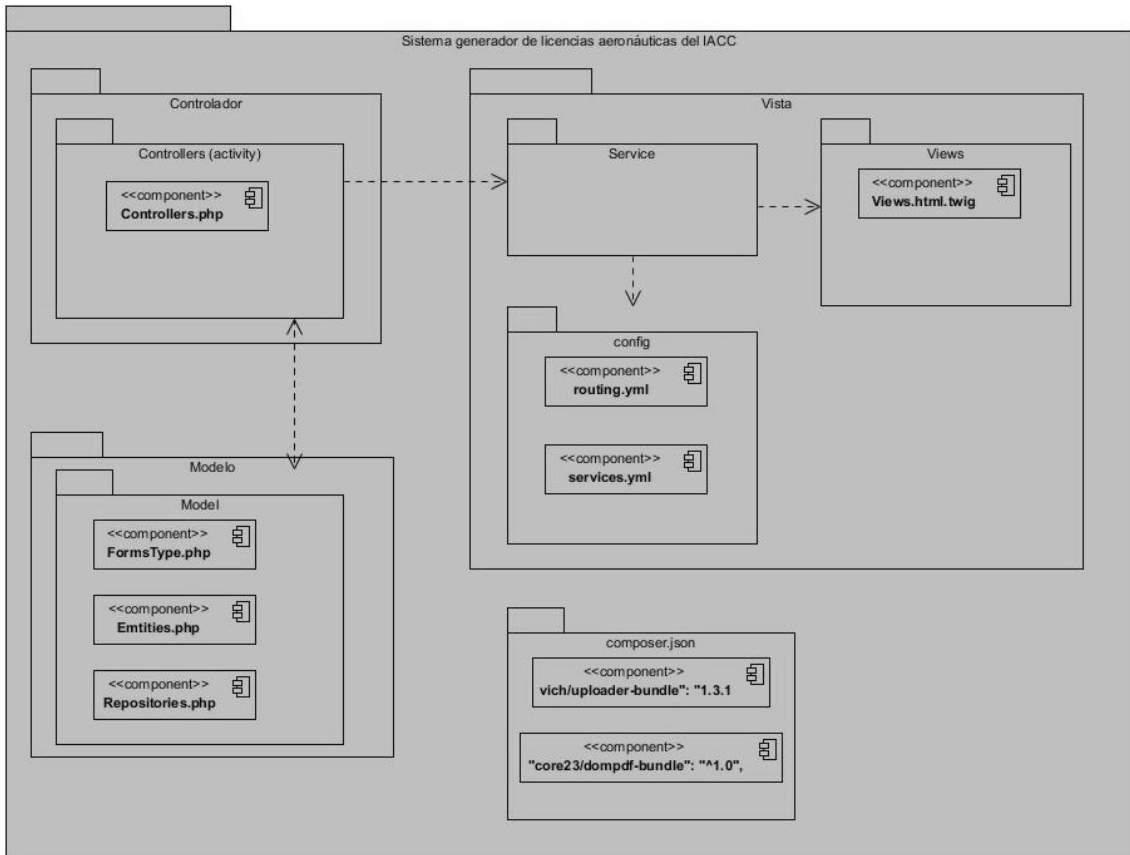 Sistema generador de licencias aeronáuticas del IACC
Controlador
Controllers (activity)
<<component>>
Controllers.php
Vista
Service
Views
<<component>>
Views.html.twig
config
<<component>>
routing.yml
<<component>>
services.yml
Modelo
Model
<<component>>
FormsType.php
<<component>>
Emtities.php
<<component>>
Repositories.php
composer.json
<<component>>
vich/uploader-bundle": "1.3.1
<<component>>
"core23/dompdf-bundle": "^1.0",